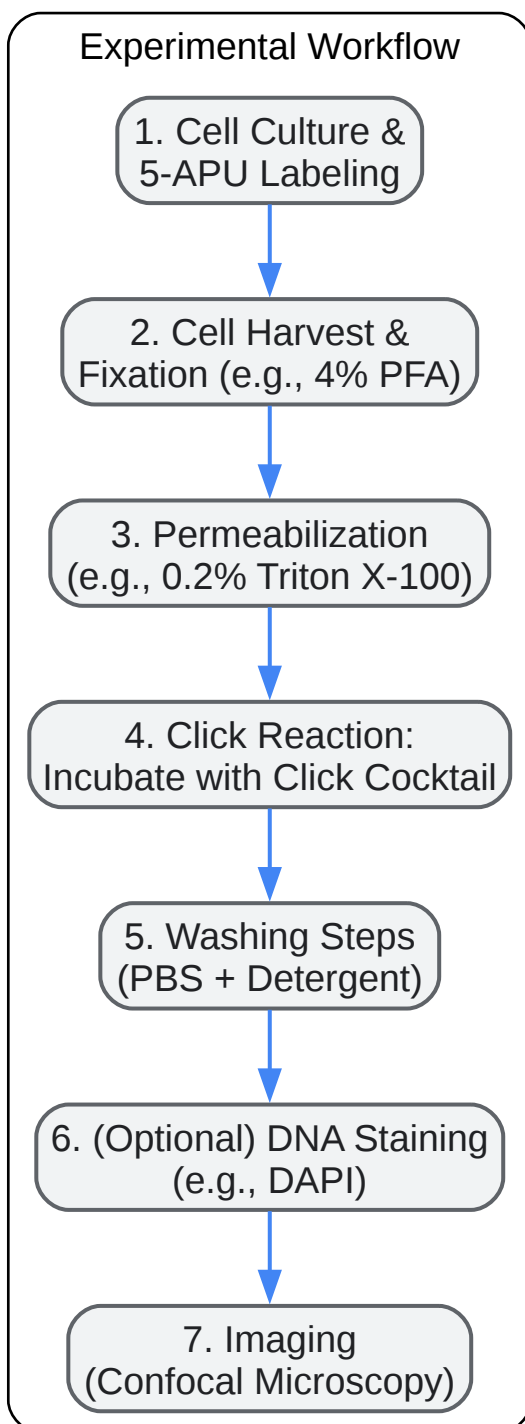 Experimental Workflow
1. Cell Culture &
5-APU Labeling
2. Cell Harvest &
Fixation (e.g., 4% PFA)
3. Permeabilization
(e.g., 0.2% Triton X-100)
4. Click Reaction:
Incubate with Click Cocktail
5. Washing Steps
(PBS + Detergent)
6. (Optional) DNA Staining
(e.g., DAPI)
7. Imaging
(Confocal Microscopy)